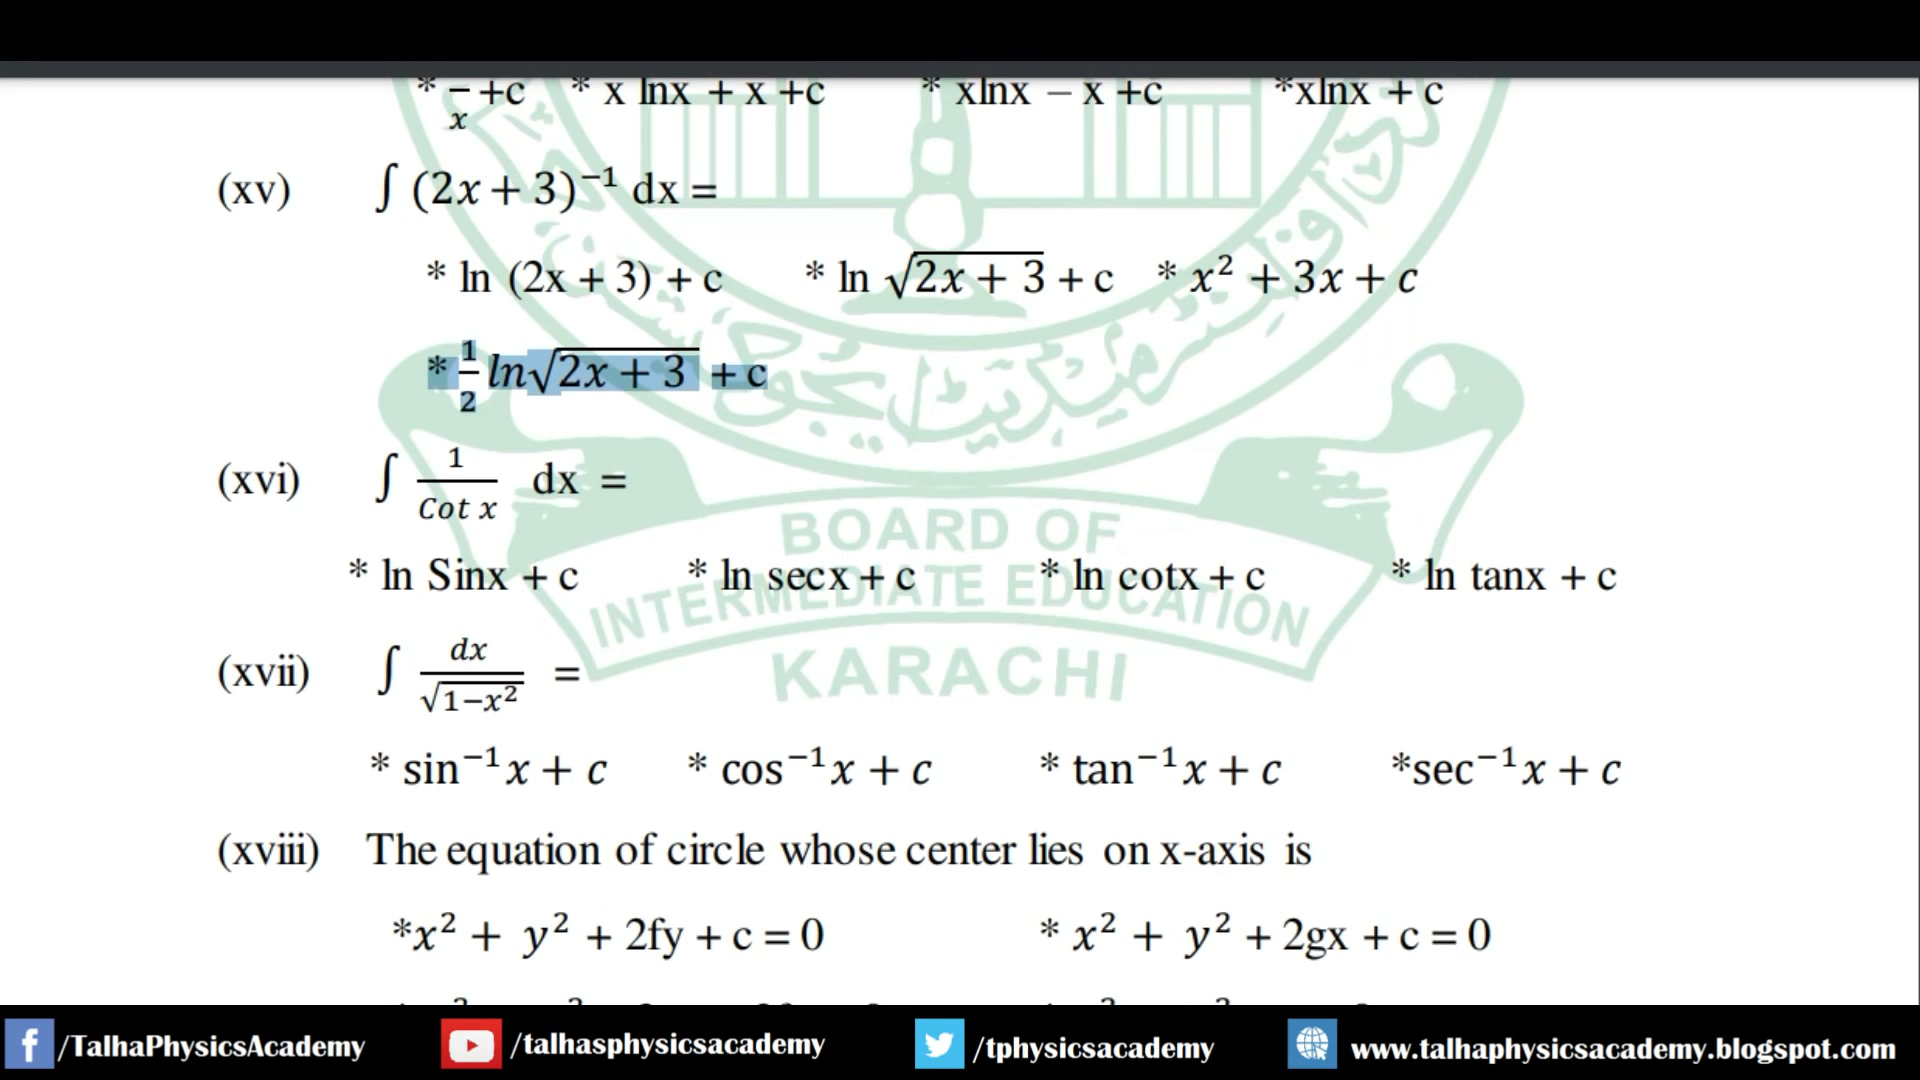 * — +c * x lnx + x +c * xlnx – x +c *xlnx + c
x
(xv) ∫ (2x + 3)⁻¹ dx =
* ln (2x + 3) + c * ln √2x + 3 + c * x² + 3x + c
* 1/2 ln√2x + 3 + c
(xvi) ∫ 1/Cot x dx =
* ln Sinx + c * ln secx + c * ln cotx + c * ln tanx + c
(xvii) ∫ dx/√1−x² =
* sin⁻¹x + c * cos⁻¹x + c * tan⁻¹x + c *sec⁻¹x + c
(xviii) The equation of circle whose center lies on x-axis is
*x² + y² + 2fy + c = 0 * x² + y² + 2gx + c = 0
BOARD OF
INTERMEDIATE EDUCATION
KARACHI
/TalhaPhysicsAcademy /talhasphysicsacademy /tphysicsacademy www.talhaphysicsacademy.blogspot.com